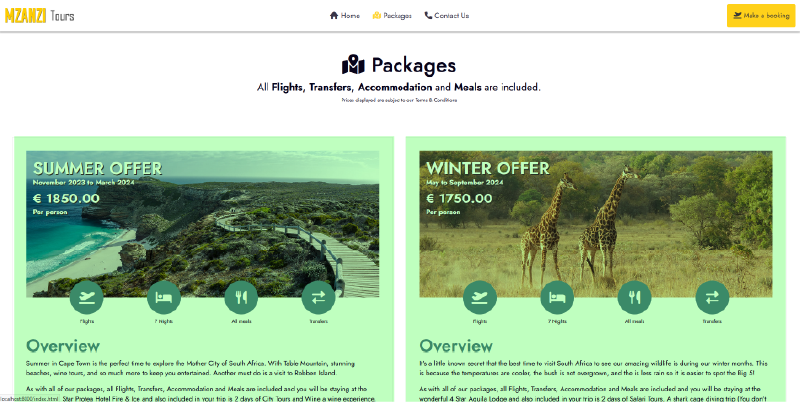 MZANZI Tours
Home
Packages
Contact Us
Make a booking
Packages
All Flights, Transfers, Accommodation and Meals are included.
Prices displayed are subject to our Terms & Conditions
SUMMER OFFER
November 2023 to March 2024
€ 1850.00
Per person
Flights
7 Nights
All meals
Transfers
Overview
Summer in Cape Town is the perfect time to explore the Mother City of South Africa. With Table Mountain, stunning
beaches, wine tours, and so much more to keep you entertained. Another must do is a visit to Robben Island.
As with all of our packages, all Flights, Transfers, Accommodation and Meals are included and you will be staying at the
Star Protea Hotel Fire & Ice and also included in your trip is 2 days of City Tours and Wine a wine experience.
WINTER OFFER
May to September 2024
€ 1750.00
Per person
Flights
7 Nights
All meals
Transfers
Overview
It's a little known secret that the best time to visit South Africa to see our amazing wildlife is during our winter months. This
is because the temperatures are cooler, the bush is not overgrown, and the is less rain so it is easier to spot the Big 5!
As with all of our packages, all Flights, Transfers, Accommodation and Meals are included and you will be staying at the
wonderful 4 Star Aquila Lodge and also included in your trip is 2 days of Safari Tours. A shark cage diving trip (You don't
localhost:8000/index.html